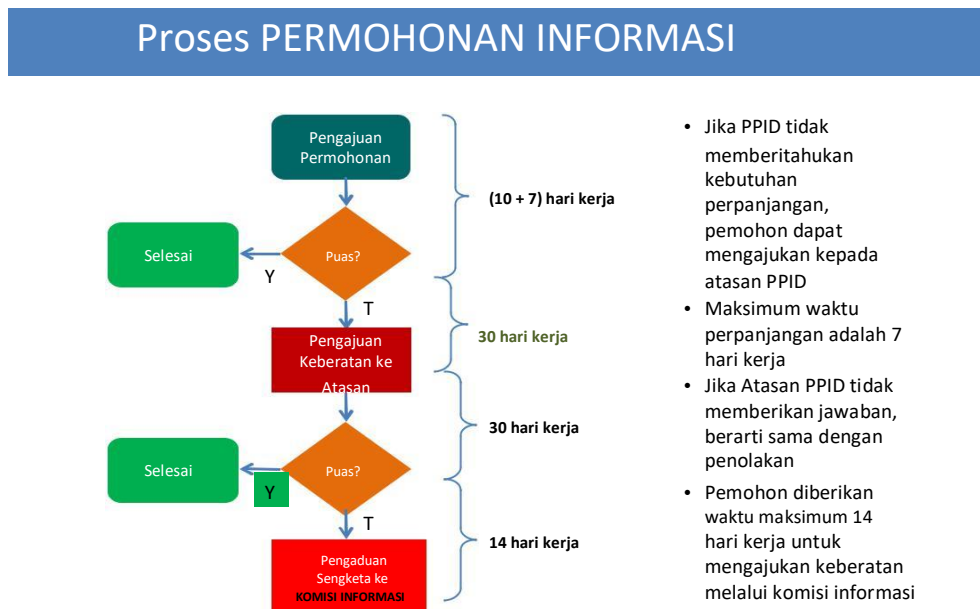 Proses PERMOHONAN INFORMASI
Pengajuan
Permohonan
(10 + 7) hari kerja
Selesai
Puas?
Y
T
30 hari kerja
Pengajuan
Keberatan ke
Atasan
30 hari kerja
Selesai
Puas?
Y
T
14 hari kerja
Pengaduan
Sengketa ke
KOMISI INFORMASI
• Jika PPID tidak
memberitahukan
kebutuhan
perpanjangan,
pemohon dapat
mengajukan kepada
atasan PPID
• Maksimum waktu
perpanjangan adalah 7
hari kerja
• Jika Atasan PPID tidak
memberikan jawaban,
berarti sama dengan
penolakan
• Pemohon diberikan
waktu maksimum 14
hari kerja untuk
mengajukan keberatan
melalui komisi informasi